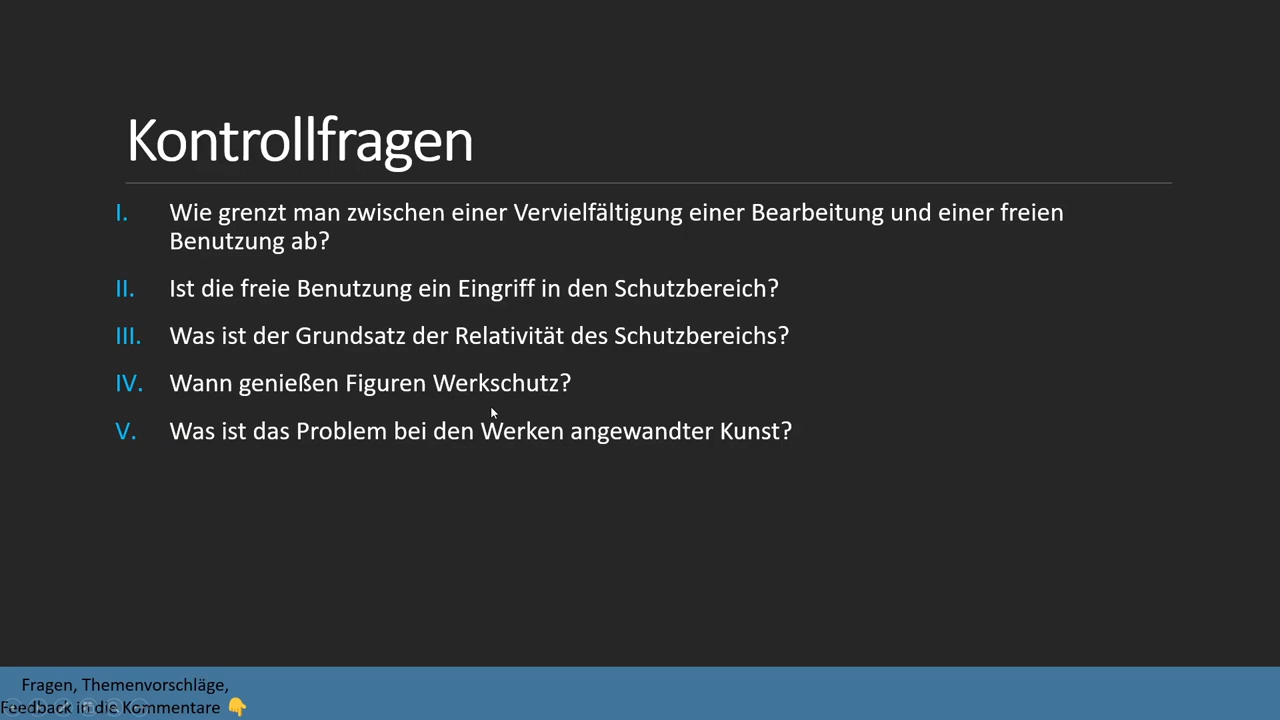 Kontrollfragen
I. Wie grenzt man zwischen einer Vervielfältigung einer Bearbeitung und einer freien
Benutzung ab?
II. Ist die freie Benutzung ein Eingriff in den Schutzbereich?
III. Was ist der Grundsatz der Relativität des Schutzbereichs?
IV. Wann genießen Figuren Werkschutz?
V. Was ist das Problem bei den Werken angewandter Kunst?
Fragen, Themenvorschläge,
Feedback in die Kommentare 👇